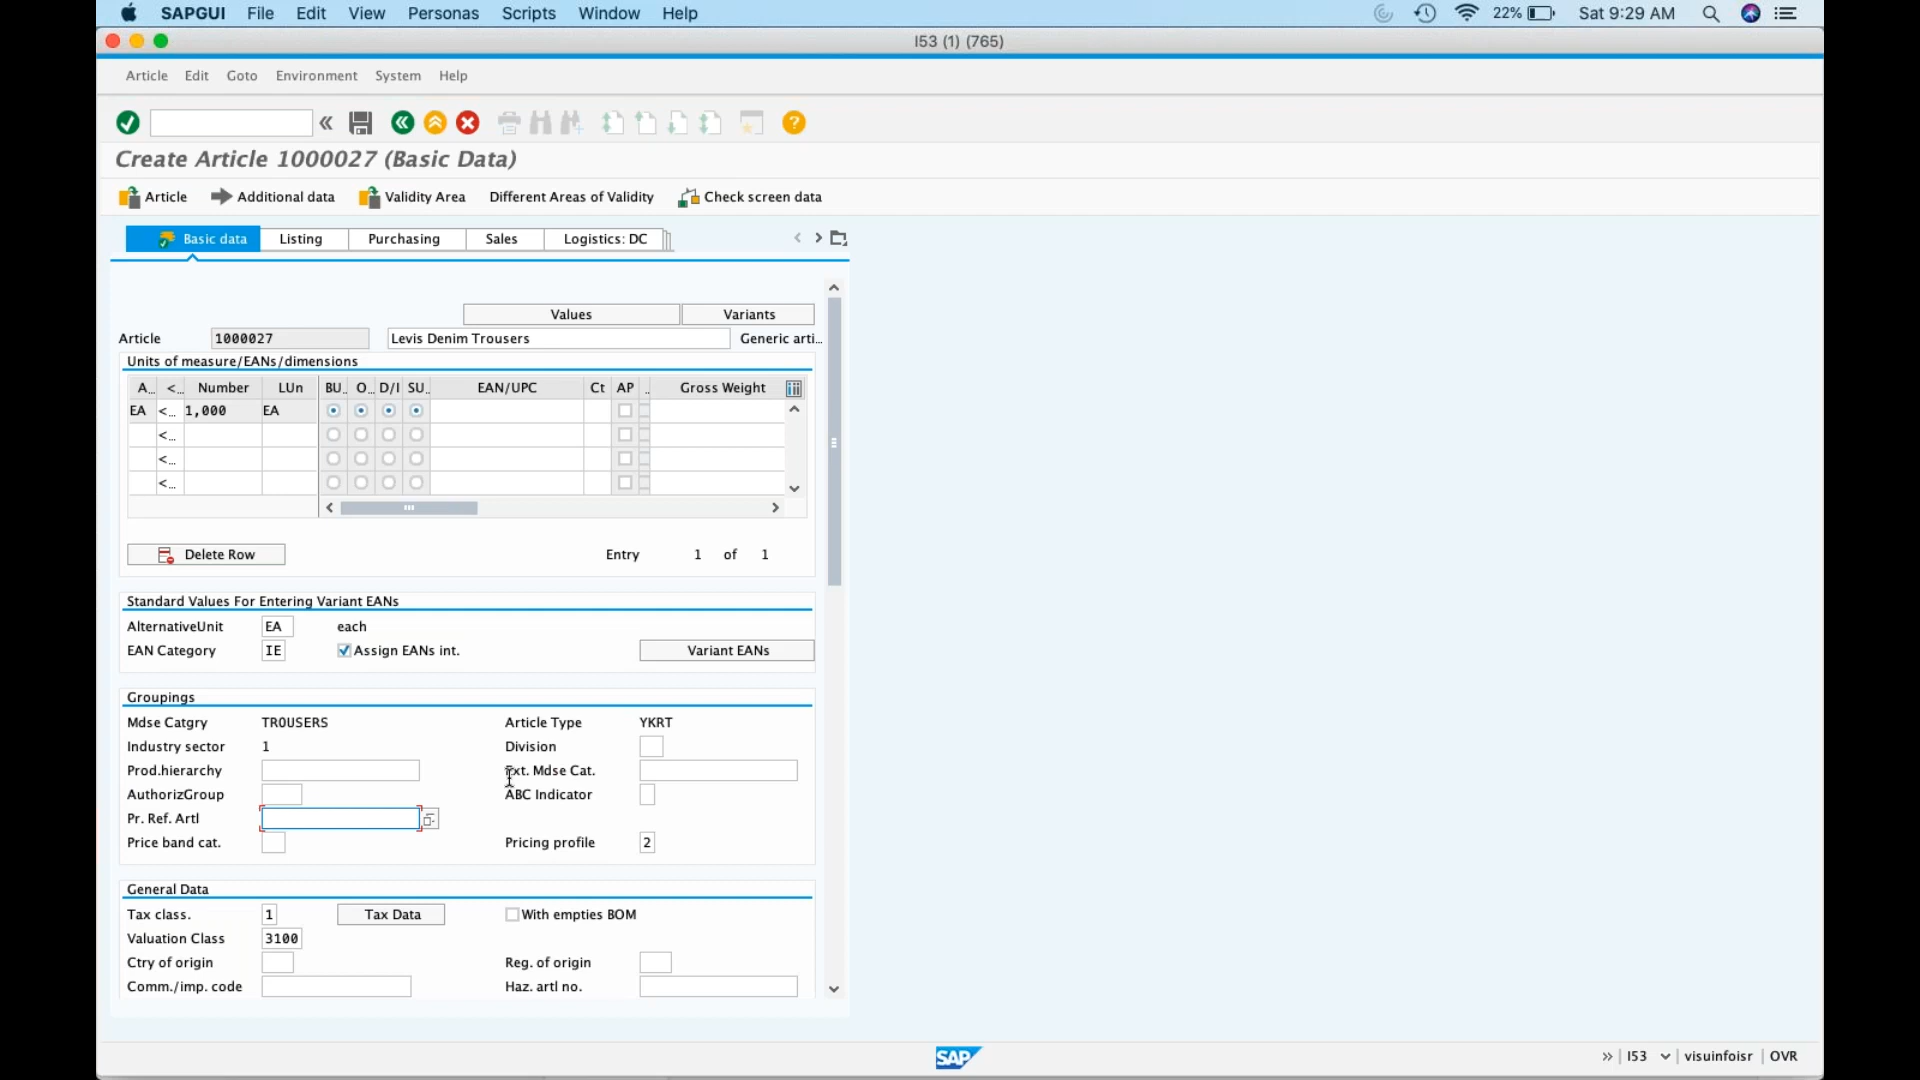 SAPGUI File Edit View Personas Scripts Window Help 22% Sat 9:29 AM
I53 (1) (765)
Article Edit Goto Environment System Help
Create Article 1000027 (Basic Data)
Article Additional data Validity Area Different Areas of Validity Check screen data
Basic data Listing Purchasing Sales Logistics: DC
Values Variants
Article 1000027 Levis Denim Trousers Generic arti...
Units of measure/EANs/dimensions
A.. <.. Number LUn BU.. O.. D/I SU.. EAN/UPC Ct AP .. Gross Weight
EA <... 1,000 EA
<...
<...
<...
Delete Row Entry 1 of 1
Standard Values For Entering Variant EANs
AlternativeUnit EA each
EAN Category IE Assign EANs int. Variant EANs
Groupings
Mdse Catgry TROUSERS Article Type YKRT
Industry sector 1 Division
Prod.hierarchy Ext. Mdse Cat.
AuthorizGroup ABC Indicator
Pr. Ref. Artl
Price band cat. Pricing profile 2
General Data
Tax class. 1 Tax Data With empties BOM
Valuation Class 3100
Ctry of origin Reg. of origin
Comm./imp. code Haz. artl no.
SAP I53 visuinfoisr OVR